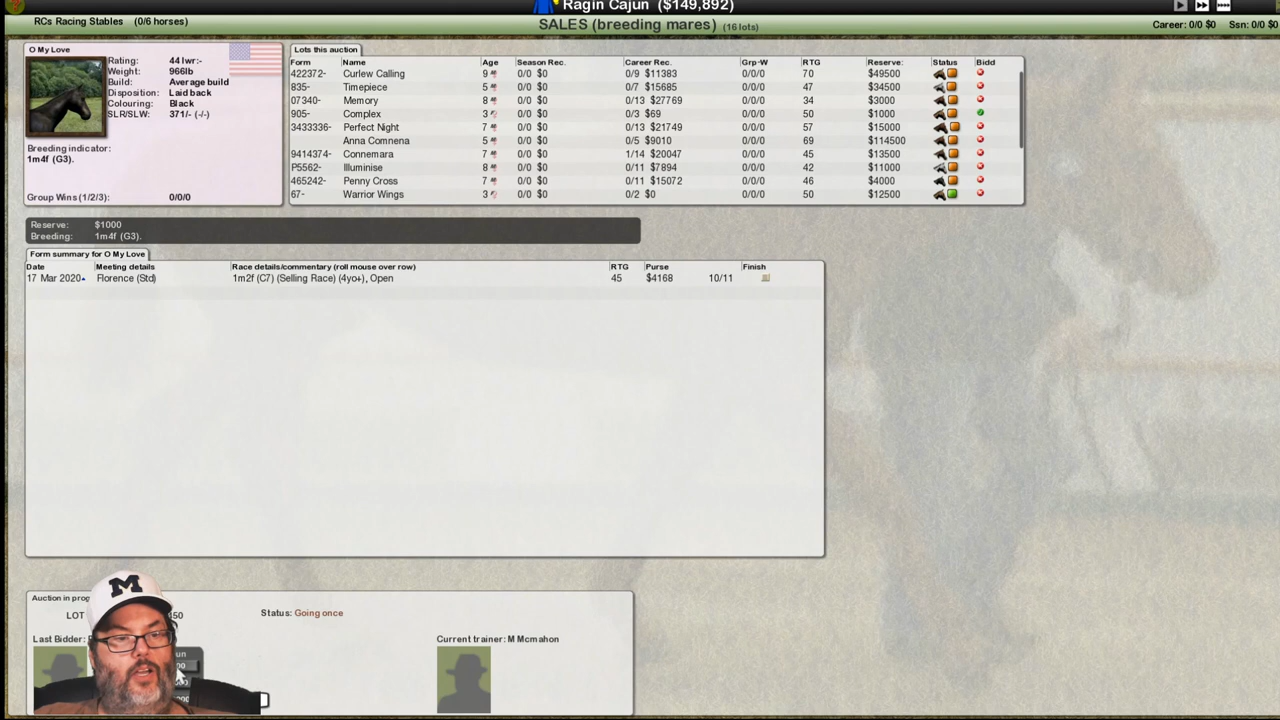 Ragin Cajun ($149,892)
RCs Racing Stables (0/6 horses)
SALES (breeding mares) (16 lots)
Career: 0/0 $0 Ssn: 0/0 $0
O My Love
Rating: 44 lwr:-
Weight: 966lb
Build: Average build
Disposition: Laid back
Colouring: Black
SLR/SLW: 371/- (-/-)
Breeding indicator:
1m4f (G3).
Group Wins (1/2/3): 0/0/0
Lots this auction
Form Name Age Season Rec. Career Rec. Grp-W RTG Reserve: Status Bidd
422372- Curlew Calling 9 0/0 $0 0/9 $11383 0/0/0 70 $49500
835- Timepiece 5 0/0 $0 0/7 $15685 0/0/0 47 $34500
07340- Memory 8 0/0 $0 0/13 $27769 0/0/0 34 $3000
905- Complex 3 0/0 $0 0/3 $69 0/0/0 50 $1000
3433336- Perfect Night 7 0/0 $0 0/13 $21749 0/0/0 57 $15000
Anna Comnena 5 0/0 $0 0/5 $9010 0/0/0 69 $114500
9414374- Connemara 7 0/0 $0 1/14 $20047 0/0/0 45 $13500
P5562- Illuminise 8 0/0 $0 0/11 $7894 0/0/0 42 $11000
465242- Penny Cross 7 0/0 $0 0/11 $15072 0/0/0 46 $4000
67- Warrior Wings 3 0/0 $0 0/2 $0 0/0/0 50 $12500
Reserve: $1000
Breeding: 1m4f (G3).
Form summary for O My Love
Date Meeting details Race details/commentary (roll mouse over row) RTG Purse Finish
17 Mar 2020 Florence (Std) 1m2f (C7) (Selling Race) (4yo+), Open 45 $4168 10/11
Auction in prog
LOT 450 Status: Going once
Last Bidder: Current trainer: M Mcmahon
M